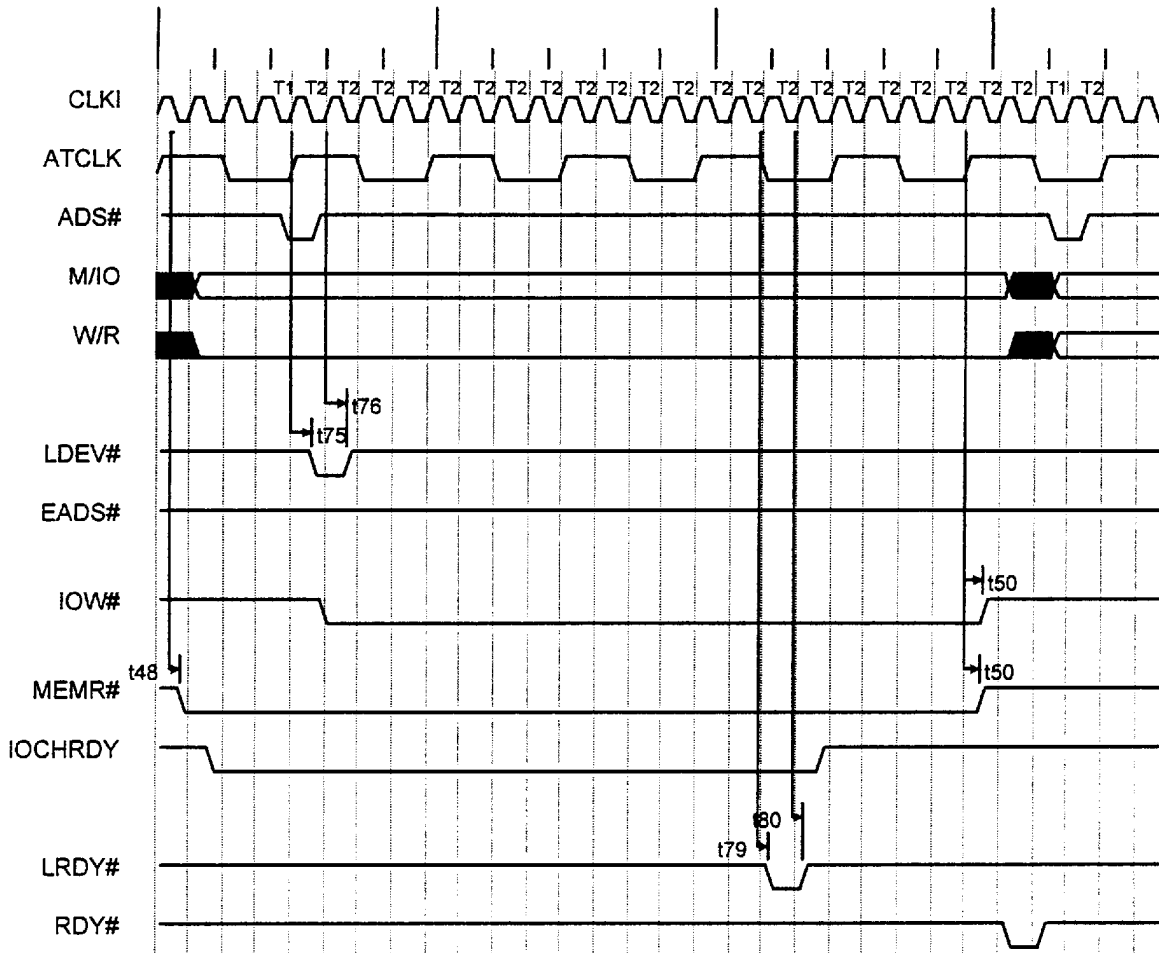 CLKI T1 T2 T2 T2 T2 T2 T2 T2 T2 T2 T2 T2 T2 T2 T2 T2 T2 T2 T2 T2 T2 T1 T2
ATCLK
ADS#
M/IO
W/R
t76
t75
LDEV#
EADS#
t50
IOW#
t48
t50
MEMR#
IOCHRDY
t80
t79
LRDY#
RDY#